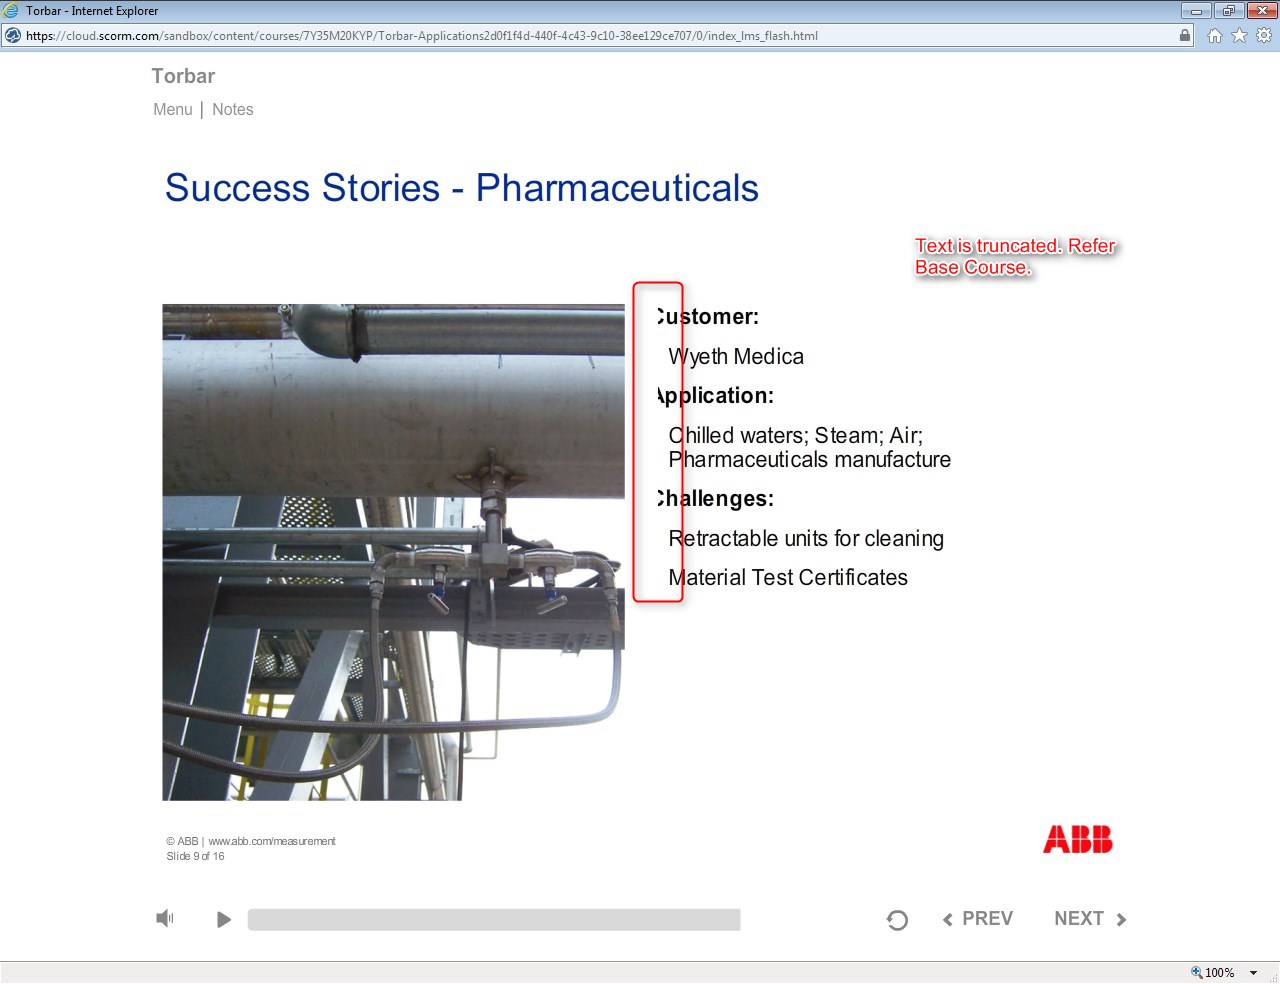 Torbar - Internet Explorer
https://cloud.scorm.com/sandbox/content/courses/7Y35M20KYP/Torbar-Applications2d0f1f4d-440f-4c43-9c10-38ee129ce707/0/index_lms_flash.html
Torbar
Menu | Notes
Success Stories - Pharmaceuticals
Text is truncated. Refer
Base Course.
Customer:
Wyeth Medica
Application:
Chilled waters; Steam; Air;
Pharmaceuticals manufacture
Challenges:
Retractable units for cleaning
Material Test Certificates
© ABB | www.abb.com/measurement
Slide 9 of 16
ABB
PREV
NEXT
100%